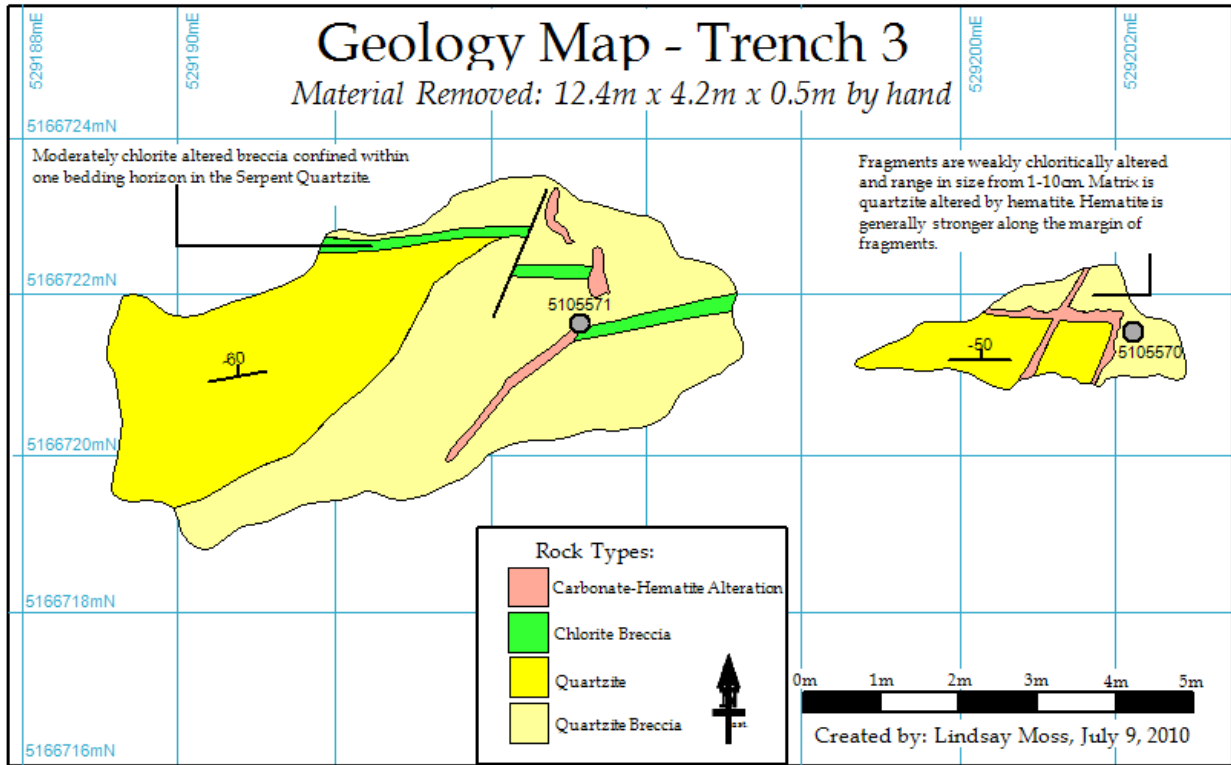 529188mE
529190mE
Geology Map - Trench 3
529200mE
529202mE
Material Removed: 12.4m x 4.2m x 0.5m by hand
5166724mN
Moderately chlorite altered breccia confined within
one bedding horizon in the Serpent Quartzite.
Fragments are weakly chloritically altered
and range in size from 1-10cm. Matrix is
quartzite altered by hematite. Hematite is
generally stronger along the margin of
fragments.
5166722mN
5105571
-60
-50
5105570
5166720mN
Rock Types:
Carbonate-Hematite Alteration
Chlorite Breccia
Quartzite
Quartzite Breccia
5166718mN
0m 1m 2m 3m 4m 5m
Created by: Lindsay Moss, July 9, 2010
5166716mN